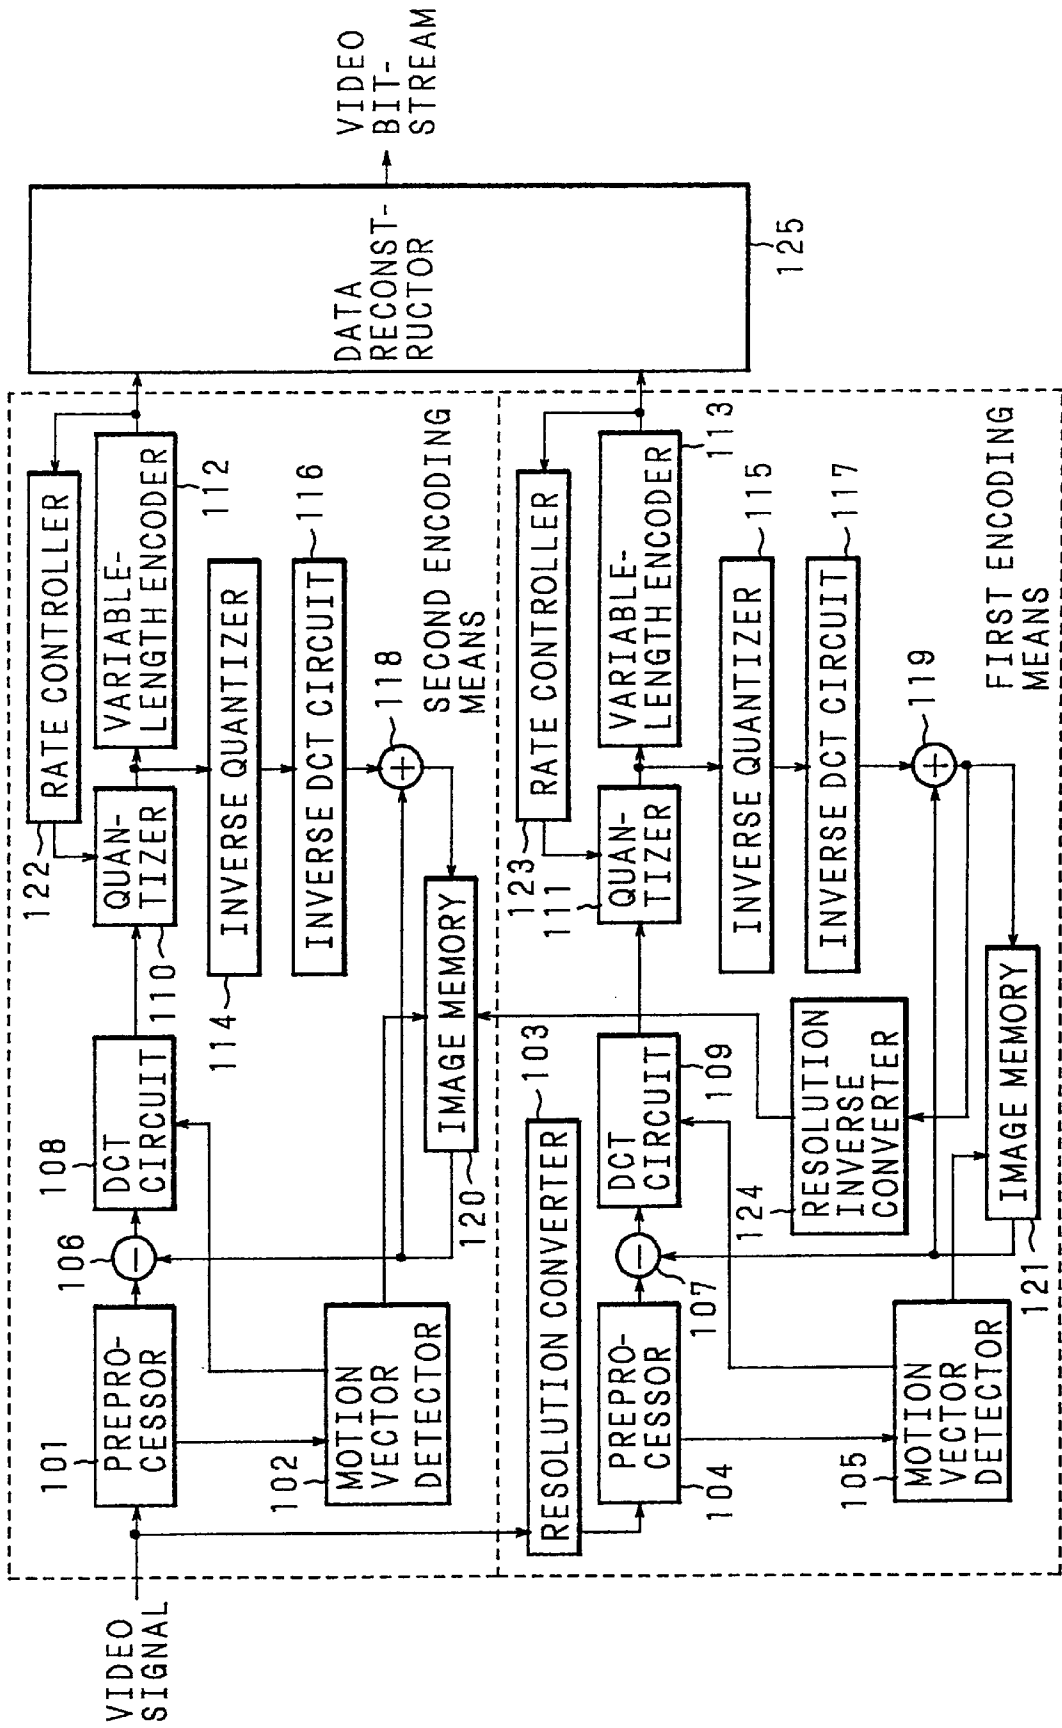 VIDEO
SIGNAL
101
PREPRO-
CESSOR
102
MOTION
VECTOR
DETECTOR
106
108
DCT
CIRCUIT
110
QUAN-
TIZER
122
RATE CONTROLLER
VARIABLE-
LENGTH ENCODER
112
114
INVERSE QUANTIZER
INVERSE DCT CIRCUIT
116
118
IMAGE MEMORY
120
SECOND ENCODING
MEANS
RESOLUTION CONVERTER
103
PREPRO-
CESSOR
104
105
MOTION
VECTOR
DETECTOR
107
DCT
CIRCUIT
109
111
QUAN-
TIZER
123
RATE CONTROLLER
VARIABLE-
LENGTH ENCODER
113
INVERSE QUANTIZER
115
INVERSE DCT CIRCUIT
117
119
124
RESOLUTION
INVERSE
CONVERTER
IMAGE MEMORY
121
FIRST ENCODING
MEANS
DATA
RECONST-
RUCTOR
125
VIDEO
BIT-
STREAM